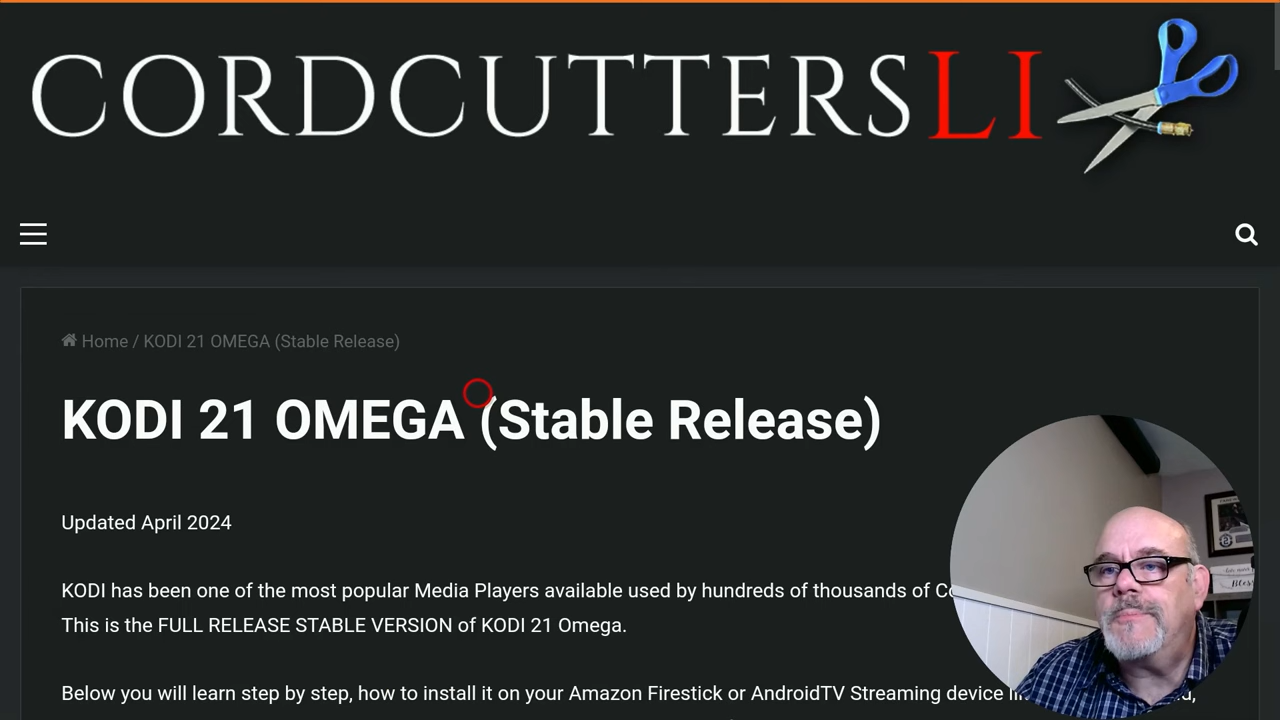 CORDCUTTERSLI
Home / KODI 21 OMEGA (Stable Release)
KODI 21 OMEGA (Stable Release)
Updated April 2024
KODI has been one of the most popular Media Players available used by hundreds of thousands of
This is the FULL RELEASE STABLE VERSION of KODI 21 Omega.
Below you will learn step by step, how to install it on your Amazon Firestick or AndroidTV Streaming device